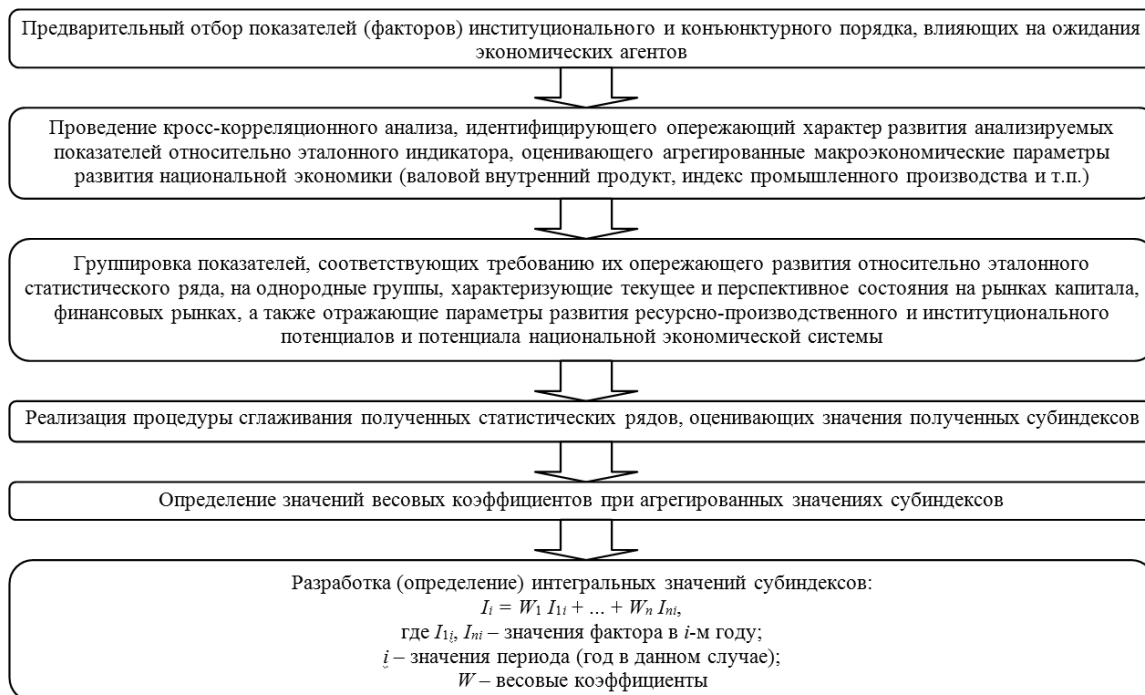 Предварительный отбор показателей (факторов) институционального и конъюнктурного порядка, влияющих на ожидания
экономических агентов
Проведение кросс-корреляционного анализа, идентифицирующего опережающий характер развития анализируемых
показателей относительно эталонного индикатора, оценивающего агрегированные макроэкономические параметры
развития национальной экономики (валовой внутренний продукт, индекс промышленного производства и т.п.)
Группировка показателей, соответствующих требованию их опережающего развития относительно эталонного
статистического ряда, на однородные группы, характеризующие текущее и перспективное состояния на рынках капитала,
финансовых рынках, а также отражающие параметры развития ресурсно-производственного и институционального
потенциалов и потенциала национальной экономической системы
Реализация процедуры сглаживания полученных статистических рядов, оценивающих значения полученных субиндексов
Определение значений весовых коэффициентов при агрегированных значениях субиндексов
Разработка (определение) интегральных значений субиндексов:
Ii = W1 I1i + ... + Wn Ini,
где I1i, Ini – значения фактора в i-м году;
i – значения периода (год в данном случае);
W – весовые коэффициенты